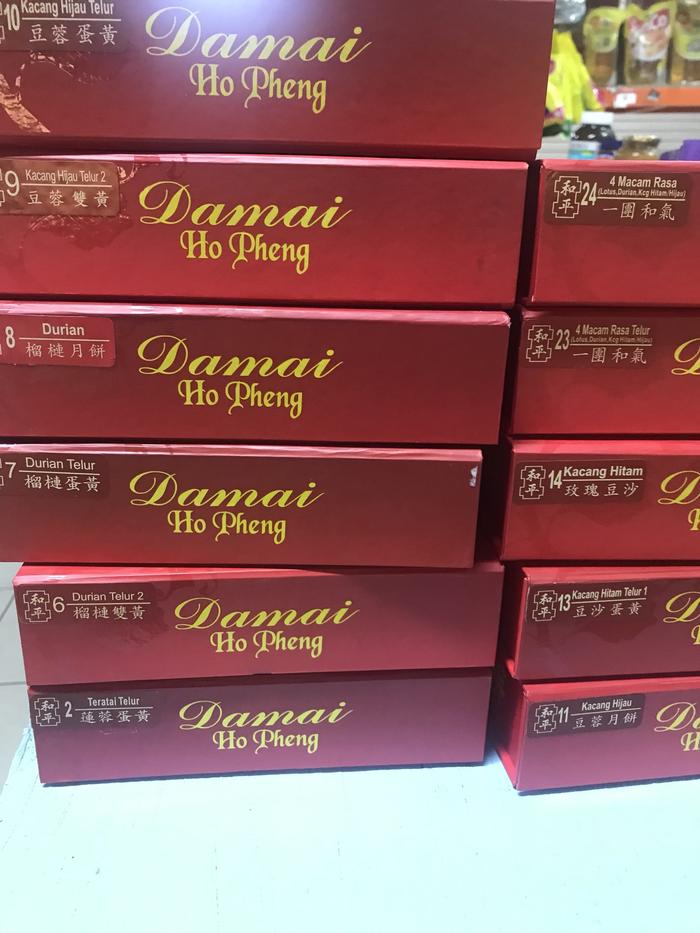 10 Kacang Hijau Telur
豆蓉蛋黃
Damai
Ho Pheng
9 Kacang Hijau Telur 2
豆蓉雙黃
Damai
Ho Pheng
8 Durian
榴槤月餅
Damai
Ho Pheng
7 Durian Telur
榴槤蛋黃
Damai
Ho Pheng
和平 6 Durian Telur 2
榴槤雙黃
Damai
Ho Pheng
和平 2 Teratai Telur
蓮蓉蛋黃
Damai
Ho Pheng
和平 24 4 Macam Rasa
(Lotus,Durian,Kcg Hitam/Hijau)
一團和氣
和平 23 4 Macam Rasa Telur
(Lotus,Durian,Kcg Hitam/Hijau)
一團和氣
和平 14 Kacang Hitam
玫瑰豆沙
和平 13 Kacang Hitam Telur 1
豆沙蛋黃
和平 11 Kacang Hijau
豆蓉月餅